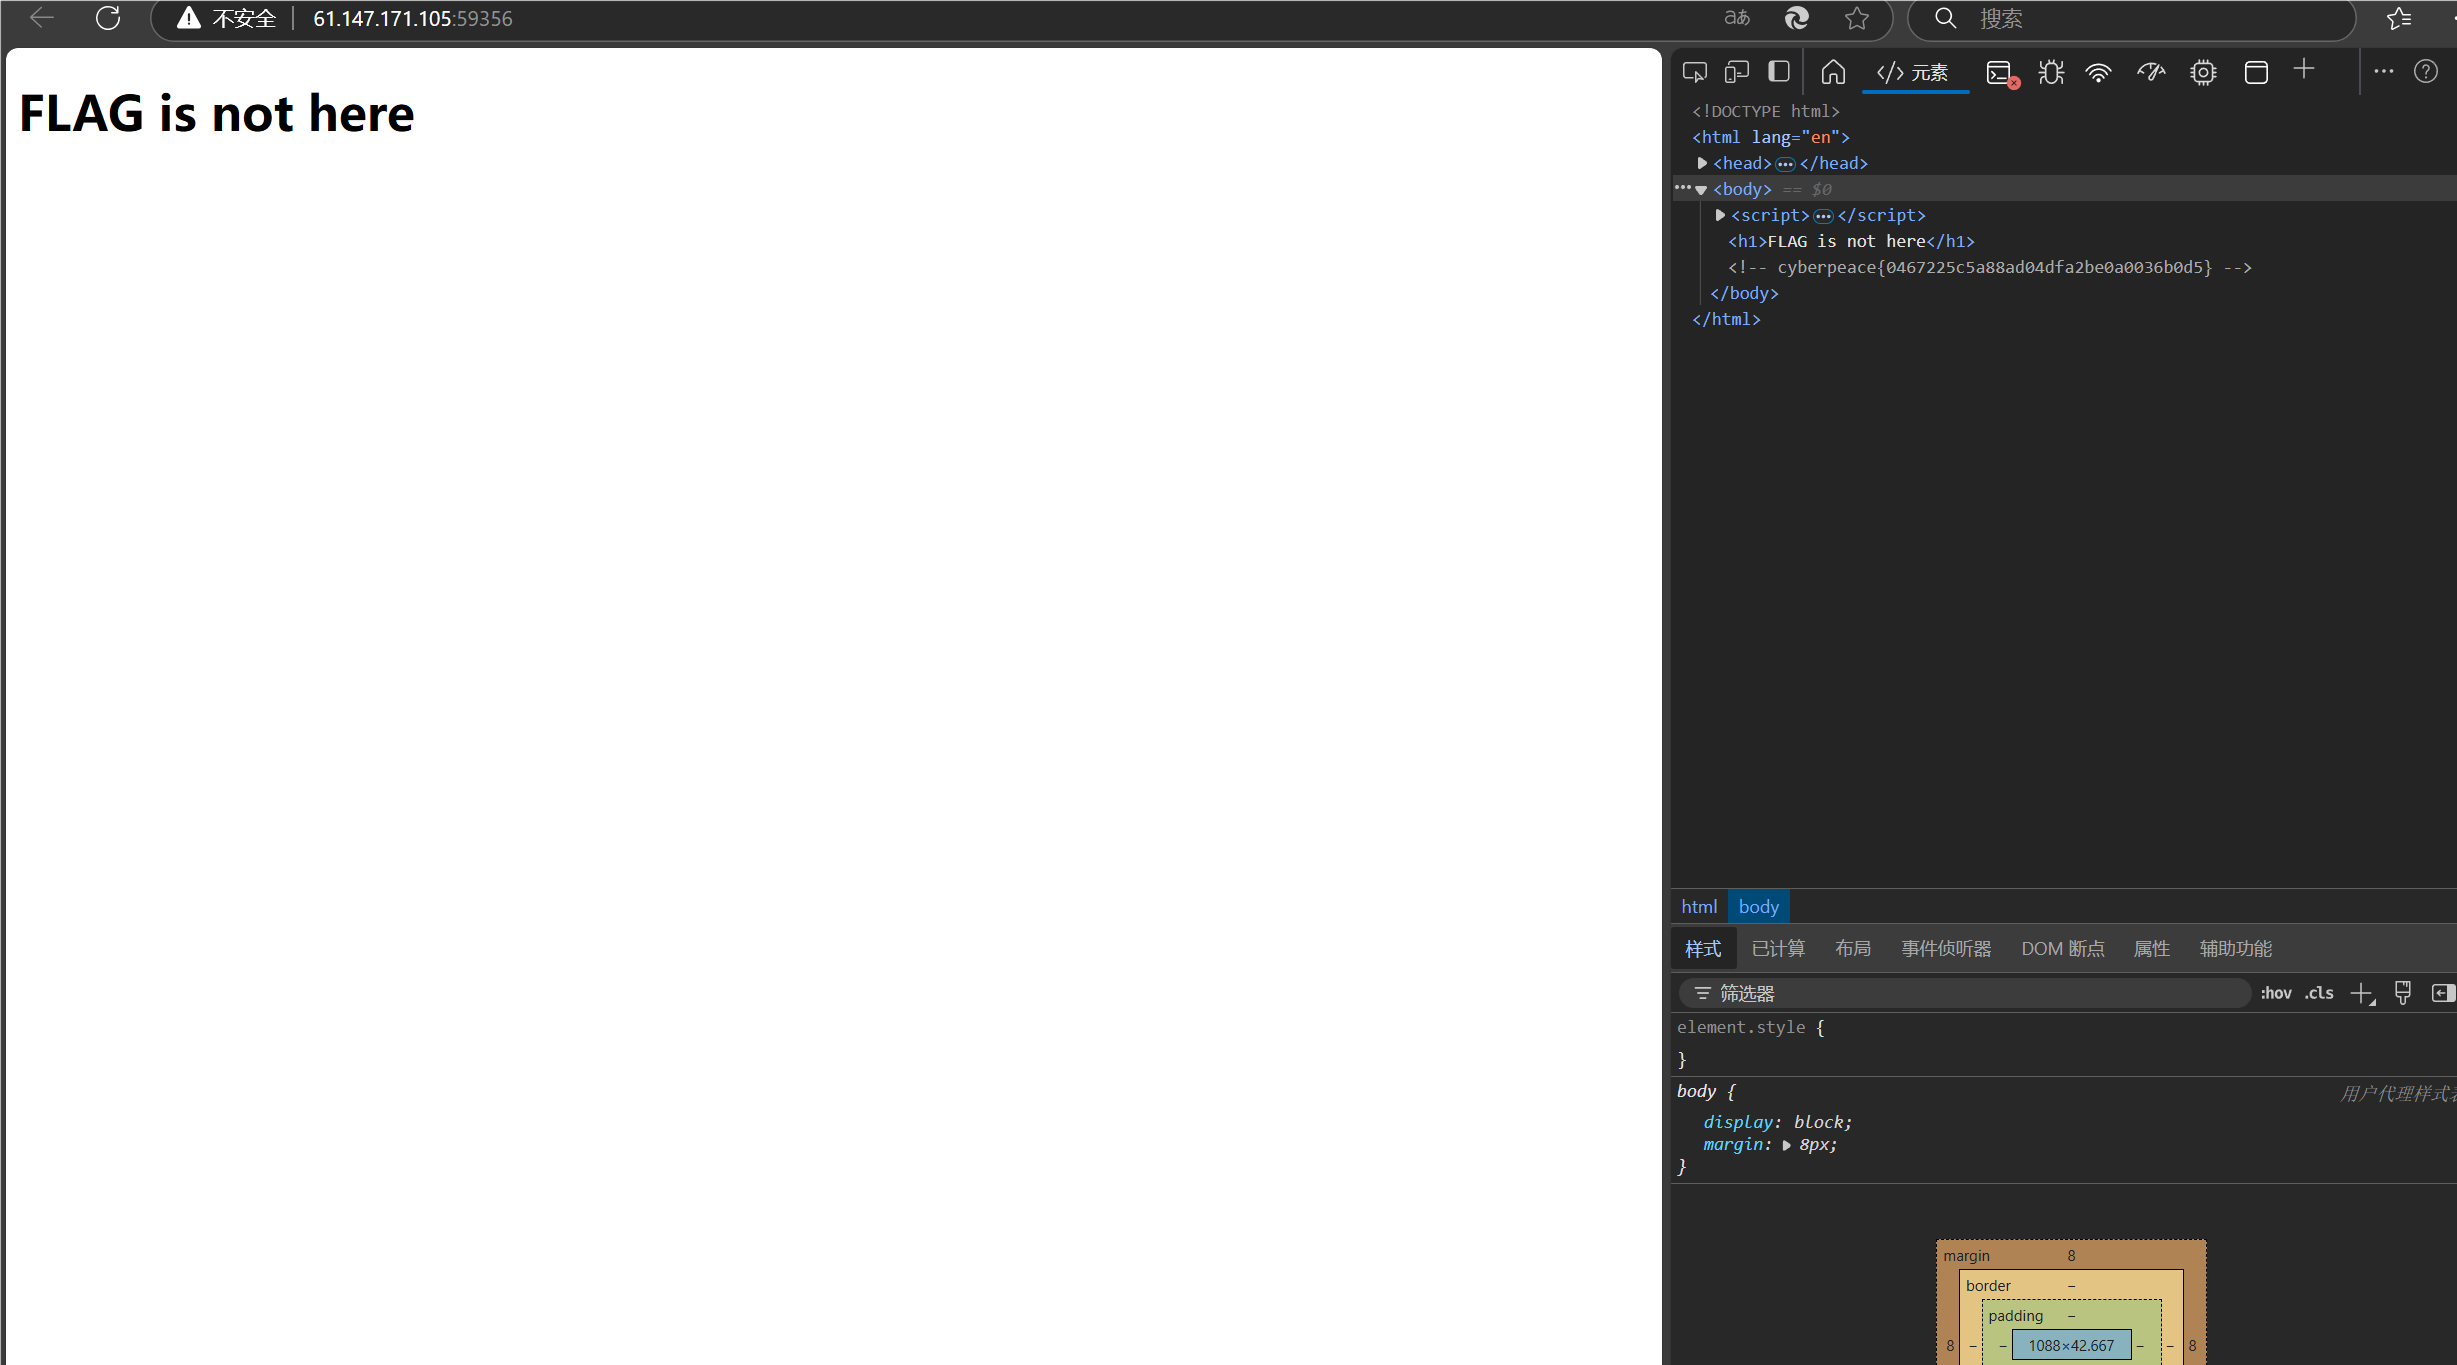 不安全 61.147.171.105:59356 aあ 搜索
FLAG is not here
元素
<!DOCTYPE html>
<html lang="en">
<head>…</head>
<body> == $0
<script>…</script>
<h1>FLAG is not here</h1>
<!-- cyberpeace{0467225c5a88ad04dfa2be0a0036b0d5} -->
</body>
</html>
html body
样式 已计算 布局 事件侦听器 DOM 断点 属性 辅助功能
筛选器 :hov .cls
element.style {
}
body { 用户代理样式
display: block;
margin: 8px;
}
margin 8
border –
padding –
8 – – 1088×42.667 – – 8